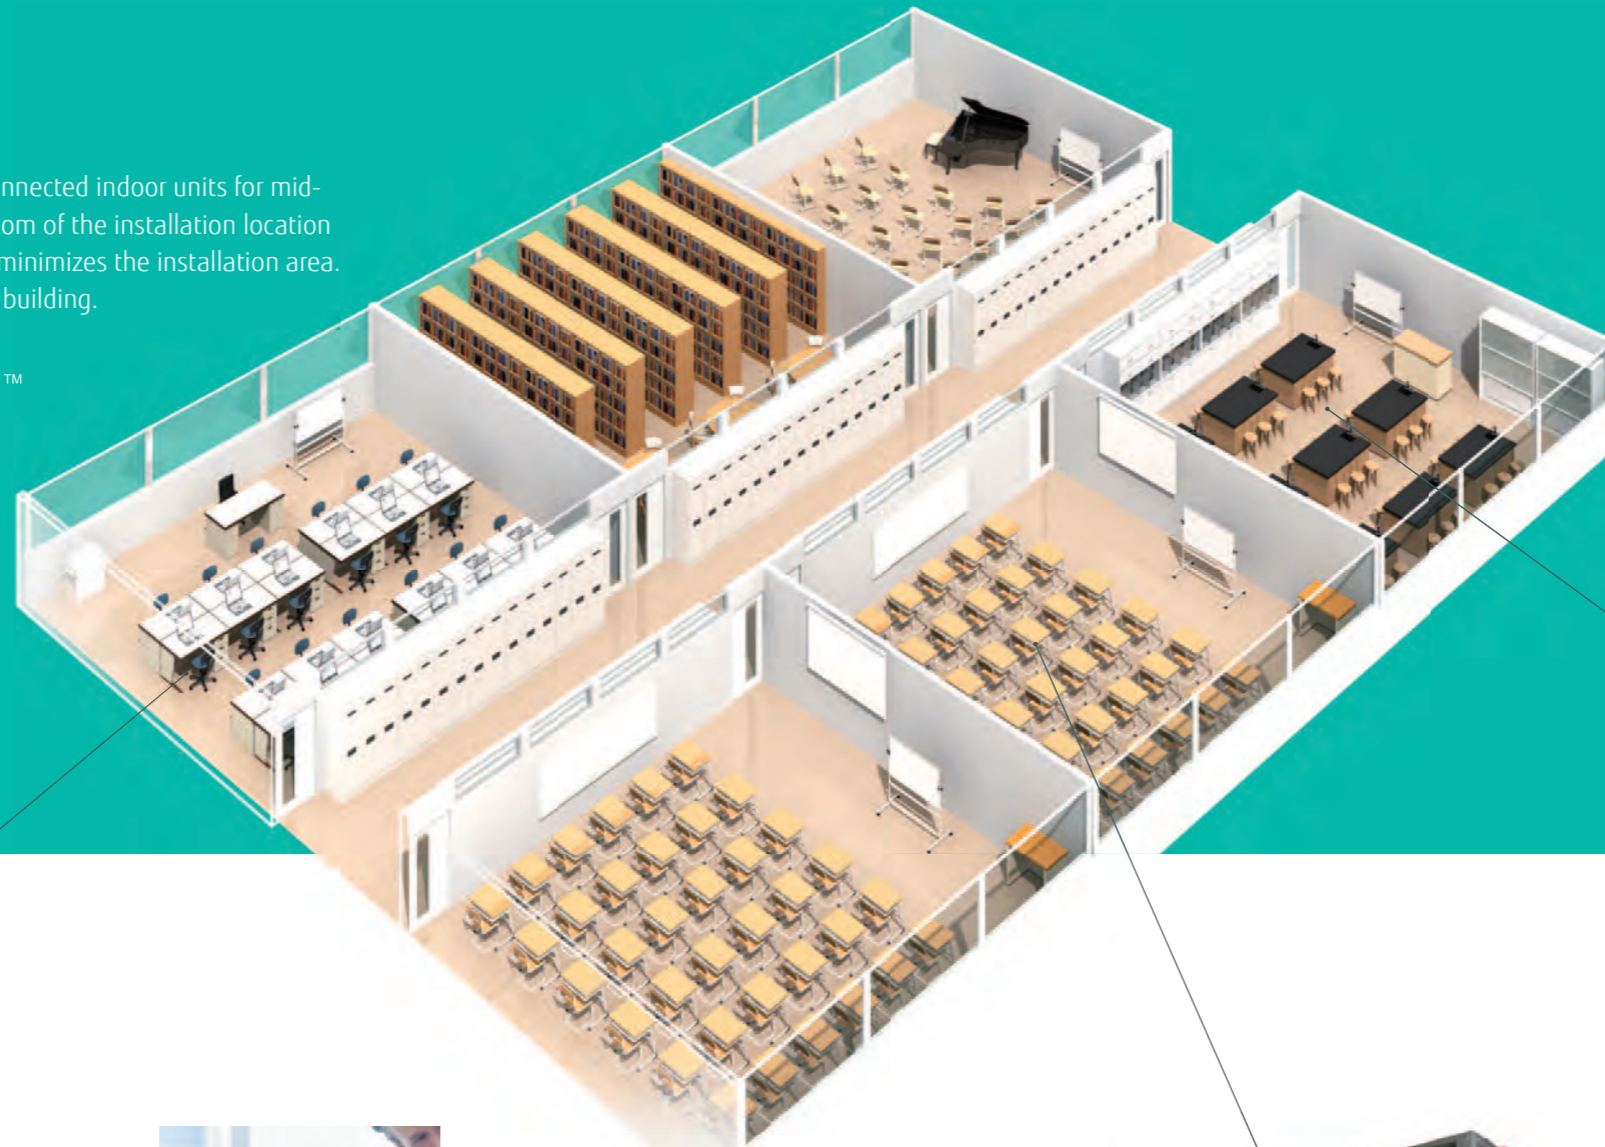 nnected indoor units for mid-
om of the installation location
minimizes the installation area.
building.
™